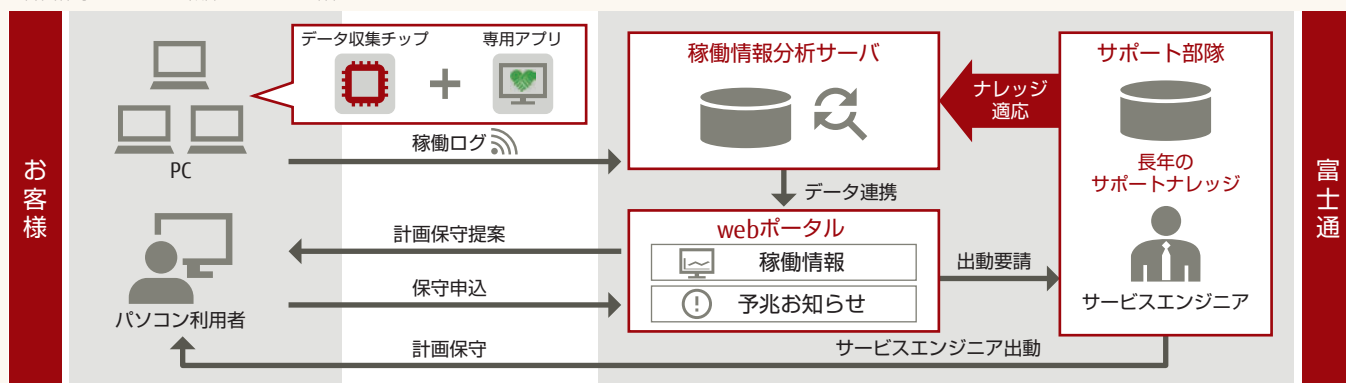 お客様
データ収集チップ
専用アプリ
PC
稼働ログ
稼働情報分析サーバ
ナレッジ
適応
サポート部隊
長年の
サポートナレッジ
データ連携
webポータル
稼働情報
予兆お知らせ
計画保守提案
保守申込
出動要請
パソコン利用者
サービスエンジニア
計画保守
サービスエンジニア出動
富士通